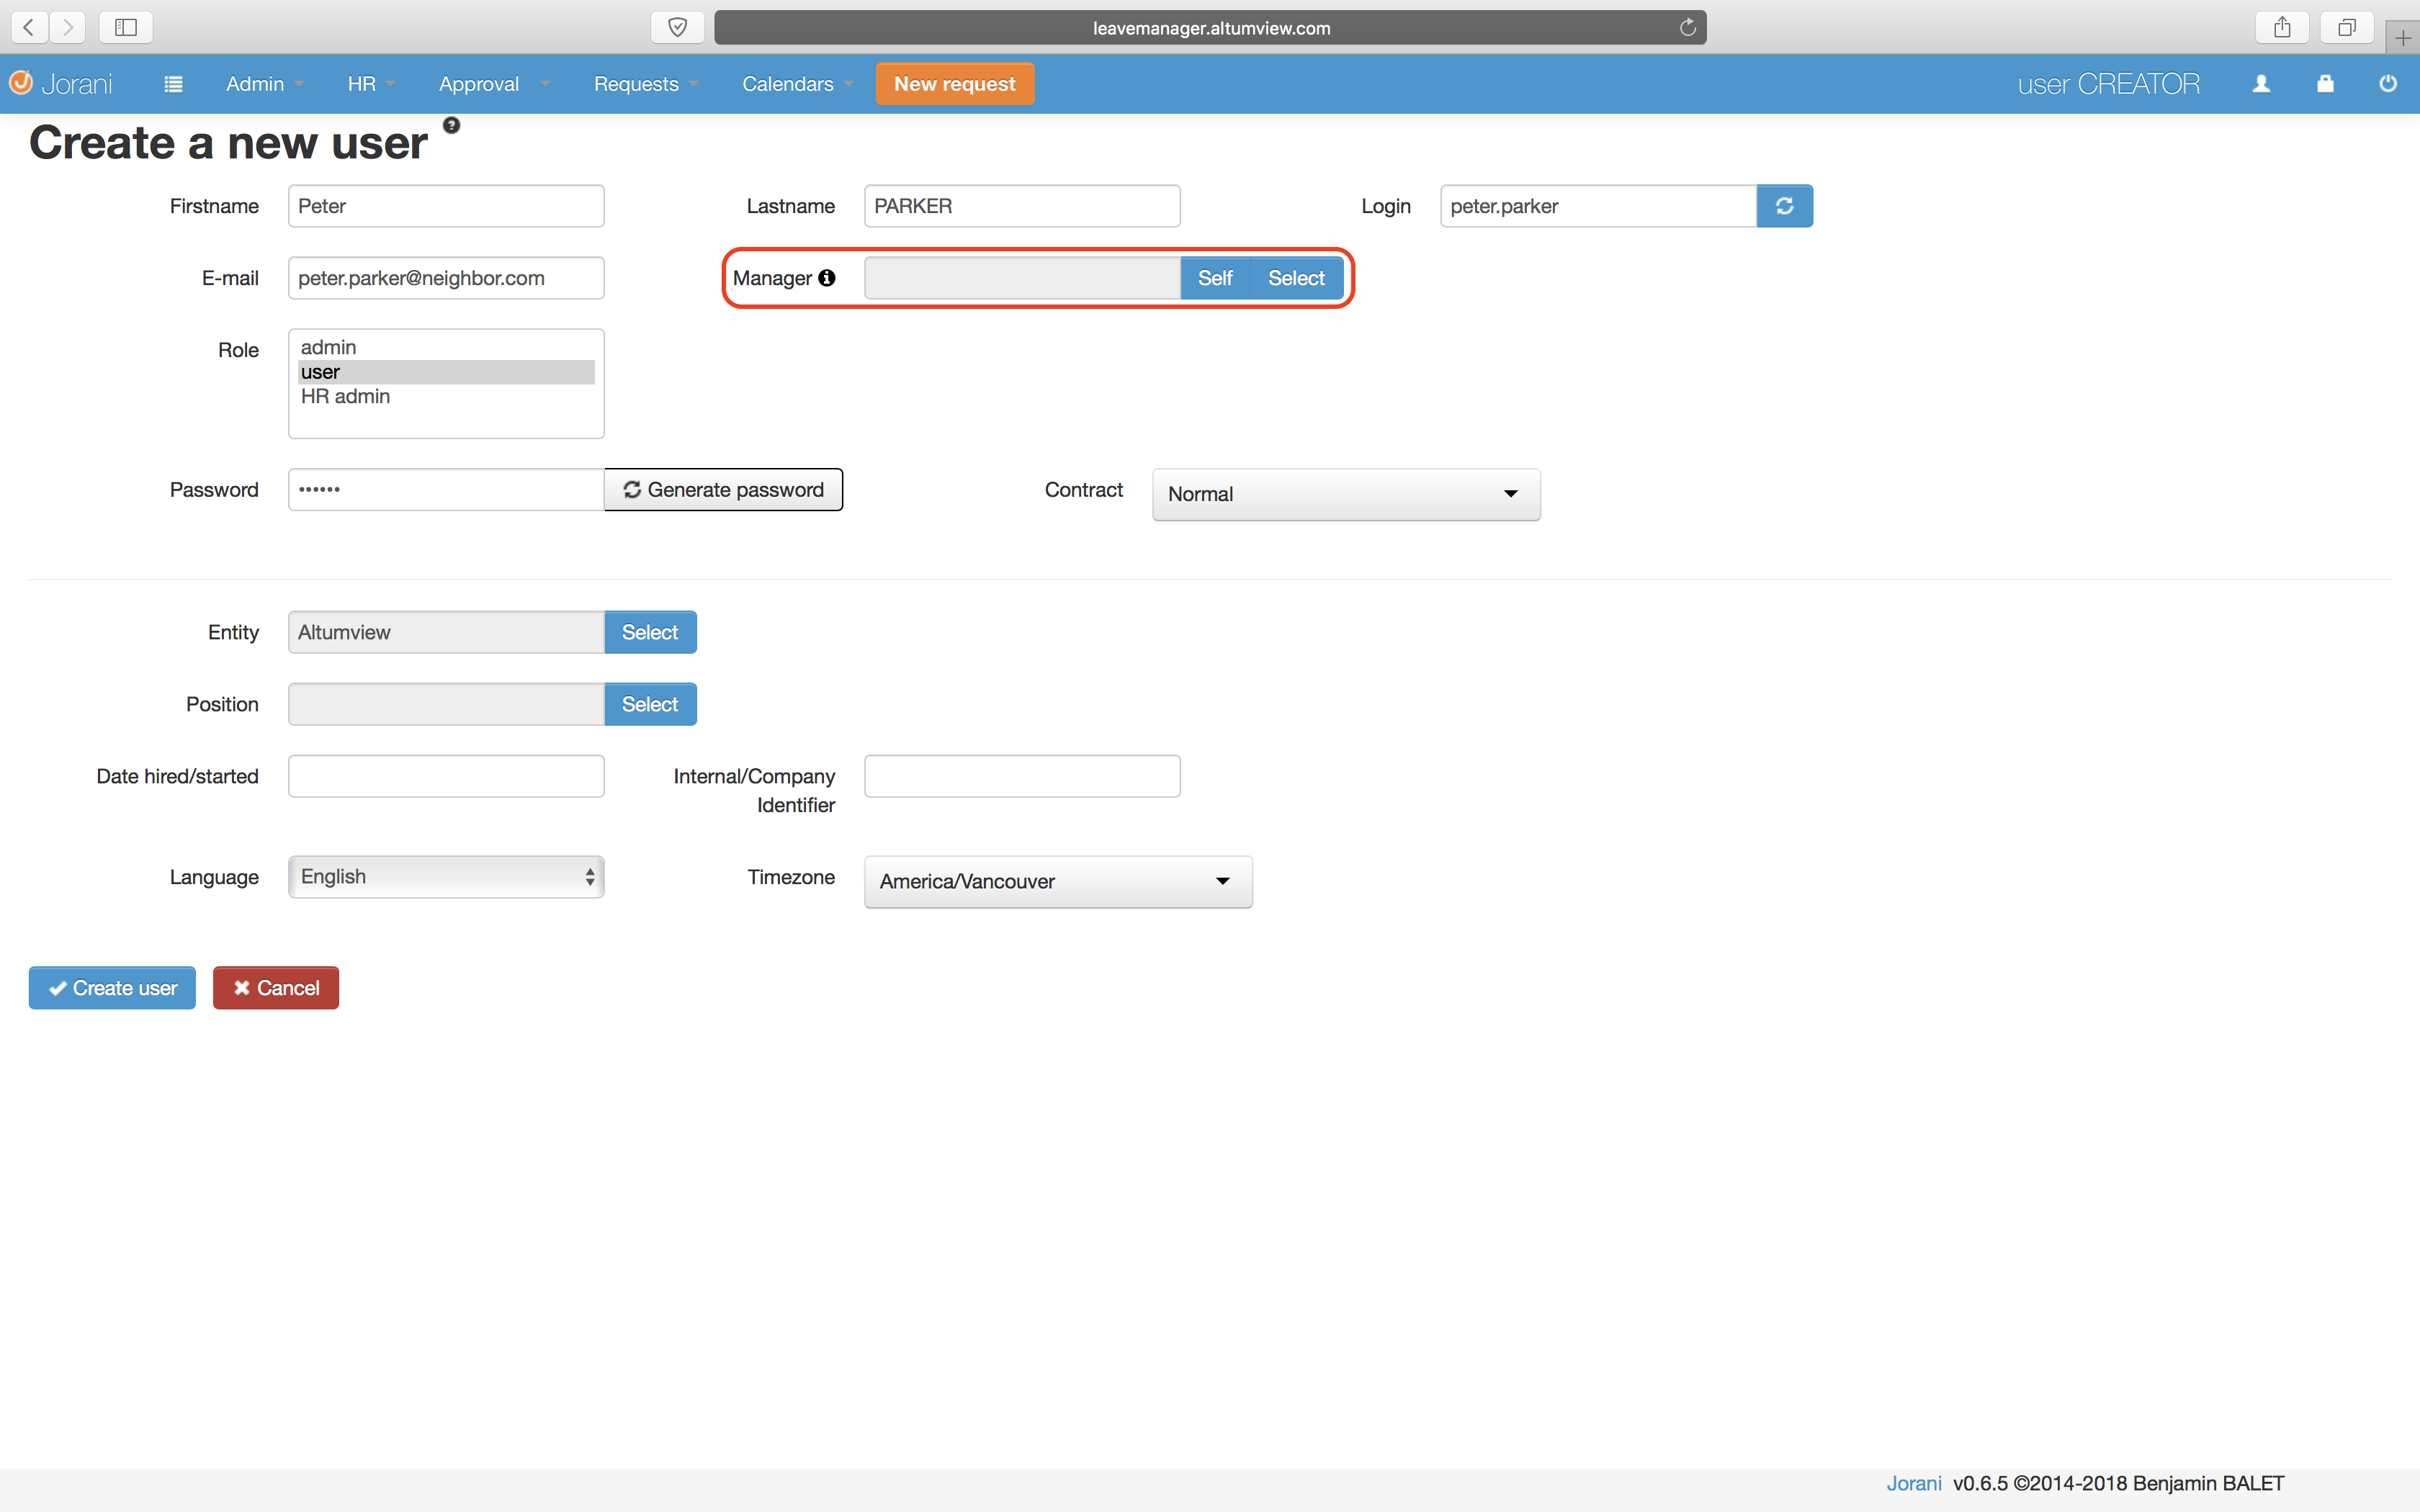 leavemanager.altumview.com
Jorani Admin HR Approval Requests Calendars New request user CREATOR
Create a new user ?
Firstname Peter Lastname PARKER Login peter.parker
E-mail peter.parker@neighbor.com Manager i Self Select
Role admin
user
HR admin
Password •••••• Generate password Contract Normal
Entity Altumview Select
Position Select
Date hired/started Internal/Company
Identifier
Language English Timezone America/Vancouver
Create user Cancel
Jorani v0.6.5 ©2014-2018 Benjamin BALET